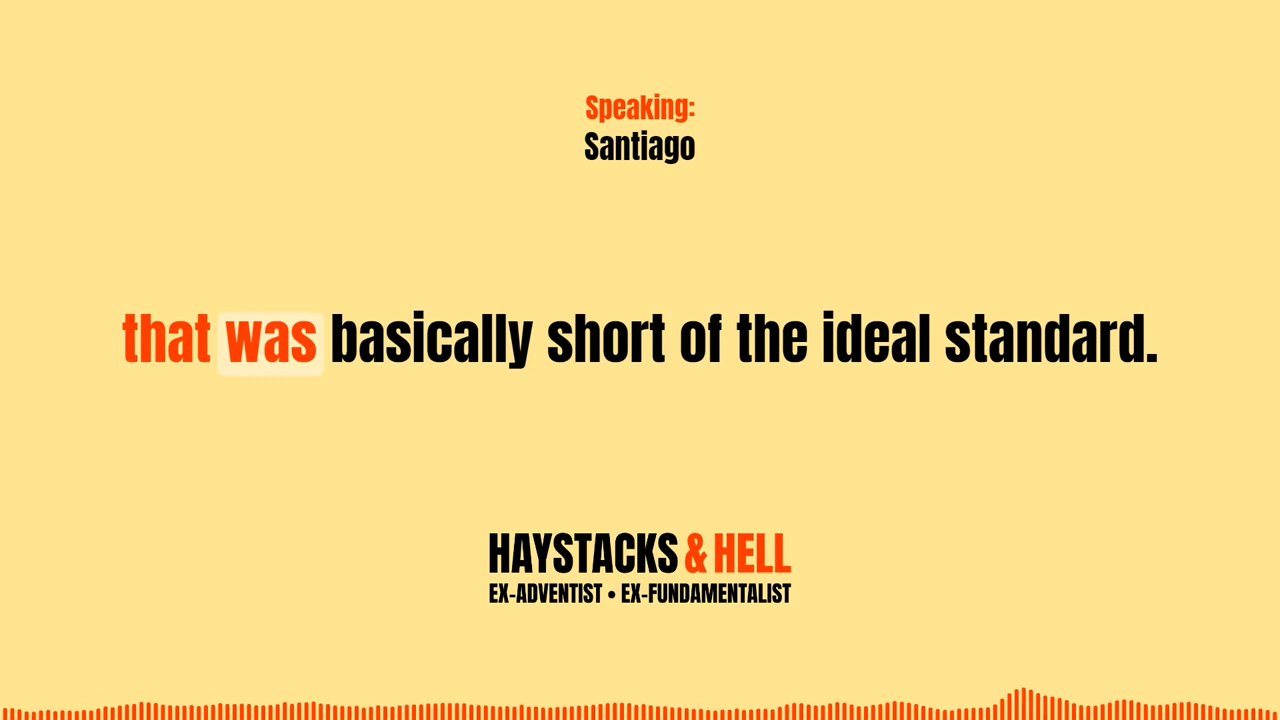 Speaking:
Santiago
that was basically short of the ideal standard.
HAYSTACKS & HELL
EX-ADVENTIST • EX-FUNDAMENTALIST